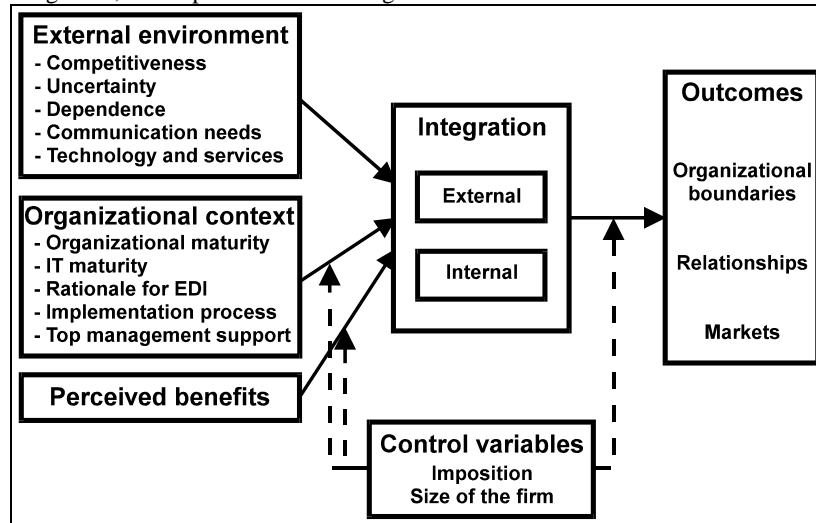 External environment
- Competitiveness
- Uncertainty
- Dependence
- Communication needs
- Technology and services
Organizational context
- Organizational maturity
- IT maturity
- Rationale for EDI
- Implementation process
- Top management support
Perceived benefits
Integration
External
Internal
Control variables
Imposition
Size of the firm
Outcomes
Organizational
boundaries
Relationships
Markets